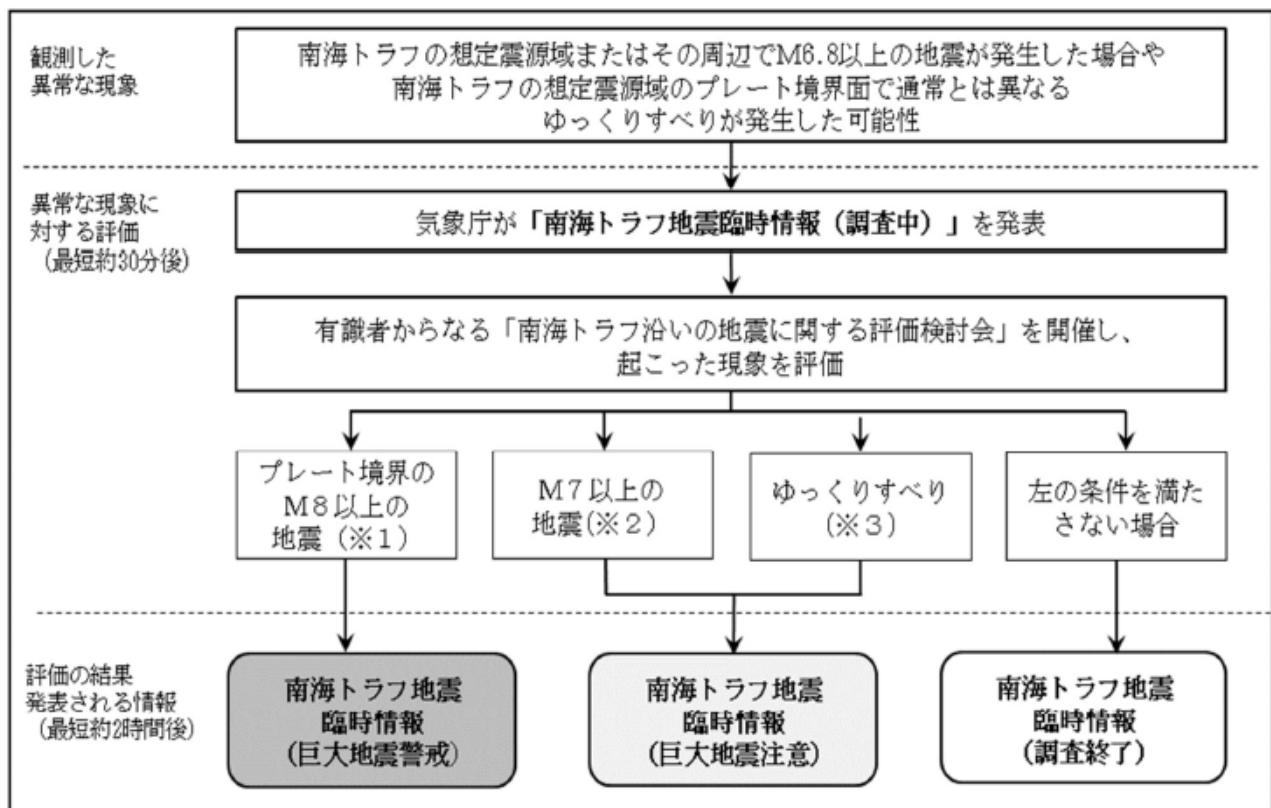 観測した
異常な現象
南海トラフの想定震源域またはその周辺でM6.8以上の地震が発生した場合や
南海トラフの想定震源域のプレート境界面で通常とは異なる
ゆっくりすべりが発生した可能性
異常な現象に
対する評価
(最短約30分後)
気象庁が「南海トラフ地震臨時情報（調査中）」を発表
有識者からなる「南海トラフ沿いの地震に関する評価検討会」を開催し、
起こった現象を評価
プレート境界の
Ｍ８以上の
地震（※１）
Ｍ７以上の
地震(※２)
ゆっくりすべり
(※３)
左の条件を満た
さない場合
評価の結果
発表される情報
(最短約2時間後)
南海トラフ地震
臨時情報
(巨大地震警戒)
南海トラフ地震
臨時情報
(巨大地震注意)
南海トラフ地震
臨時情報
(調査終了)